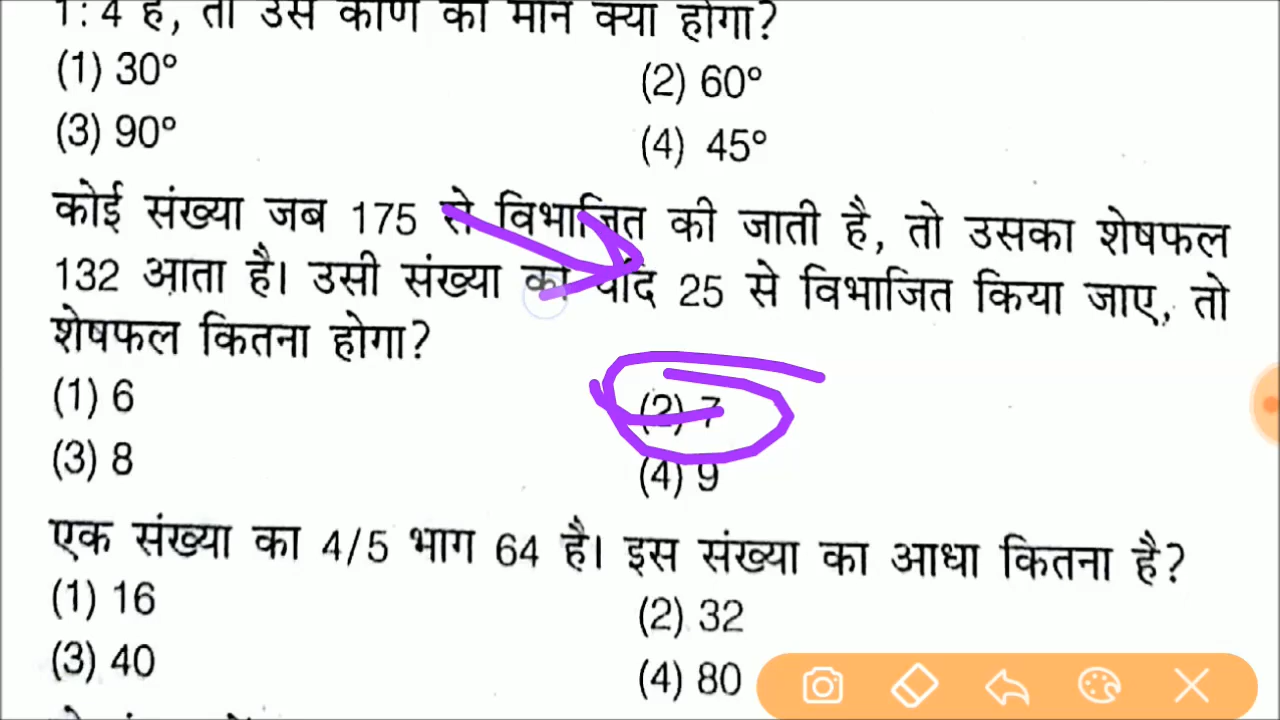 1 : 4 है, तो उस कोण का मान क्या होगा?
(1) 30° (2) 60°
(3) 90° (4) 45°
कोई संख्या जब 175 से विभाजित की जाती है, तो उसका शेषफल
132 आता है। उसी संख्या को यदि 25 से विभाजित किया जाए, तो
शेषफल कितना होगा?
(1) 6 (2) 7
(3) 8 (4) 9
एक संख्या का 4/5 भाग 64 है। इस संख्या का आधा कितना है?
(1) 16 (2) 32
(3) 40 (4) 80